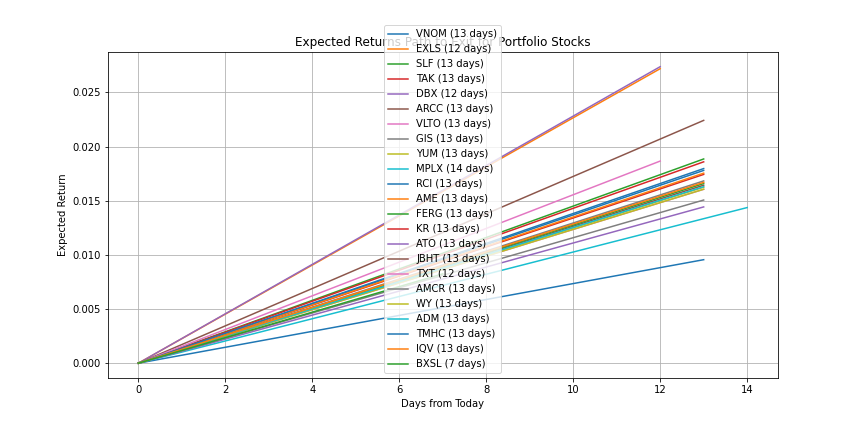 Expected Returns Path to Exit for Portfolio Stocks
Expected Return
0.025
0.020
0.015
0.010
0.005
0.000
VNOM (13 days)
EXLS (12 days)
SLF (13 days)
TAK (13 days)
DBX (12 days)
ARCC (13 days)
VLTO (13 days)
GIS (13 days)
YUM (13 days)
MPLX (14 days)
RCI (13 days)
AME (13 days)
FERG (13 days)
KR (13 days)
ATO (13 days)
JBHT (13 days)
TXT (12 days)
AMCR (13 days)
WY (13 days)
ADM (13 days)
TMHC (13 days)
IQV (13 days)
BXSL (7 days)
0 2 4 6 8 10 12 14
Days from Today